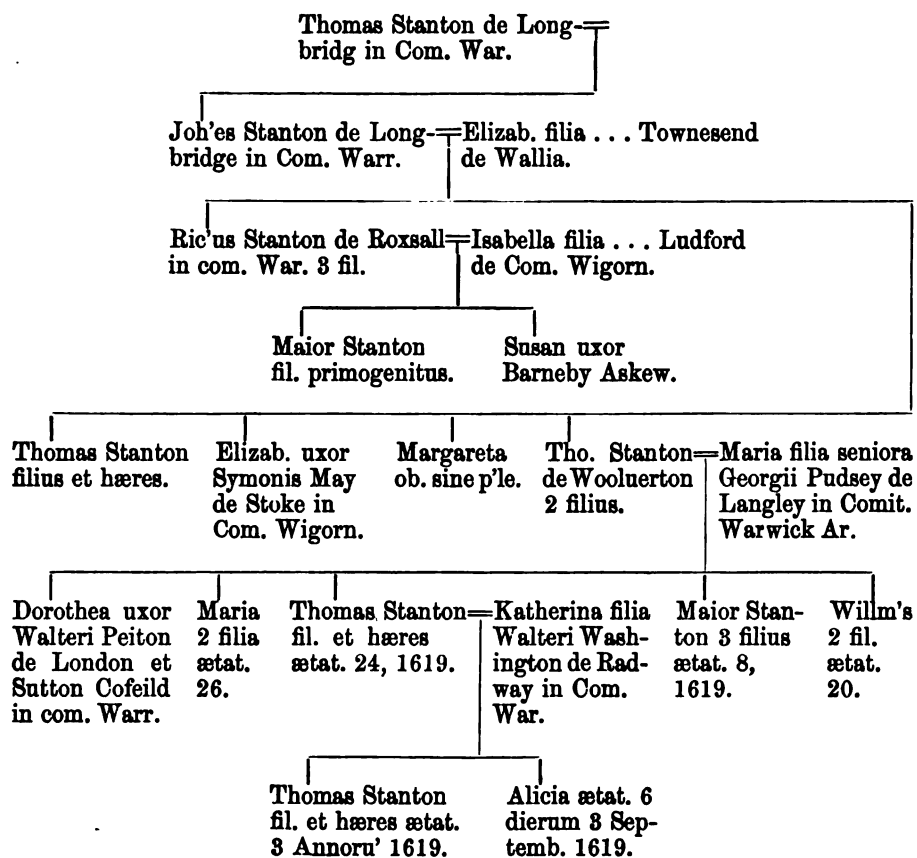 Thomas Stanton de Long-
bridg in Com. War.
Joh'es Stanton de Long-
bridge in Com. Warr.
Elizab. filia . . . Townesend
de Wallia.
Ric'us Stanton de Roxsall
in com. War. 3 fil.
Isabella filia . . . Ludford
de Com. Wigorn.
Maior Stanton
fil. primogenitus.
Susan uxor
Barneby Askew.
Thomas Stanton
filius et hæres.
Elizab. uxor
Symonis May
de Stoke in
Com. Wigorn.
Margareta
ob. sine p'le.
Tho. Stanton
de Wooluerton
2 filius.
Maria filia seniora
Georgii Pudsey de
Langley in Comit.
Warwick Ar.
Dorothea uxor
Walteri Peiton
de London et
Sutton Cofeild
in com. Warr.
Maria
2 filia
ætat.
26.
Thomas Stanton
fil. et hæres
ætat. 24, 1619.
Katherina filia
Walteri Wash-
ington de Rad-
way in Com.
War.
Maior Stan-
ton 3 filius
ætat. 8,
1619.
Willm's
2 fil.
ætat.
20.
Thomas Stanton
fil. et hæres ætat.
3 Annoru' 1619.
Alicia ætat. 6
dierum 3 Sep-
temb. 1619.